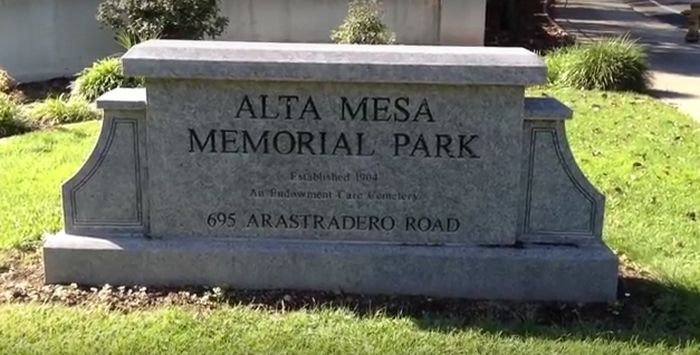 ALTA MESA
MEMORIAL PARK
Established 1904
An Endowment Care Cemetery
695 ARASTRADERO ROAD